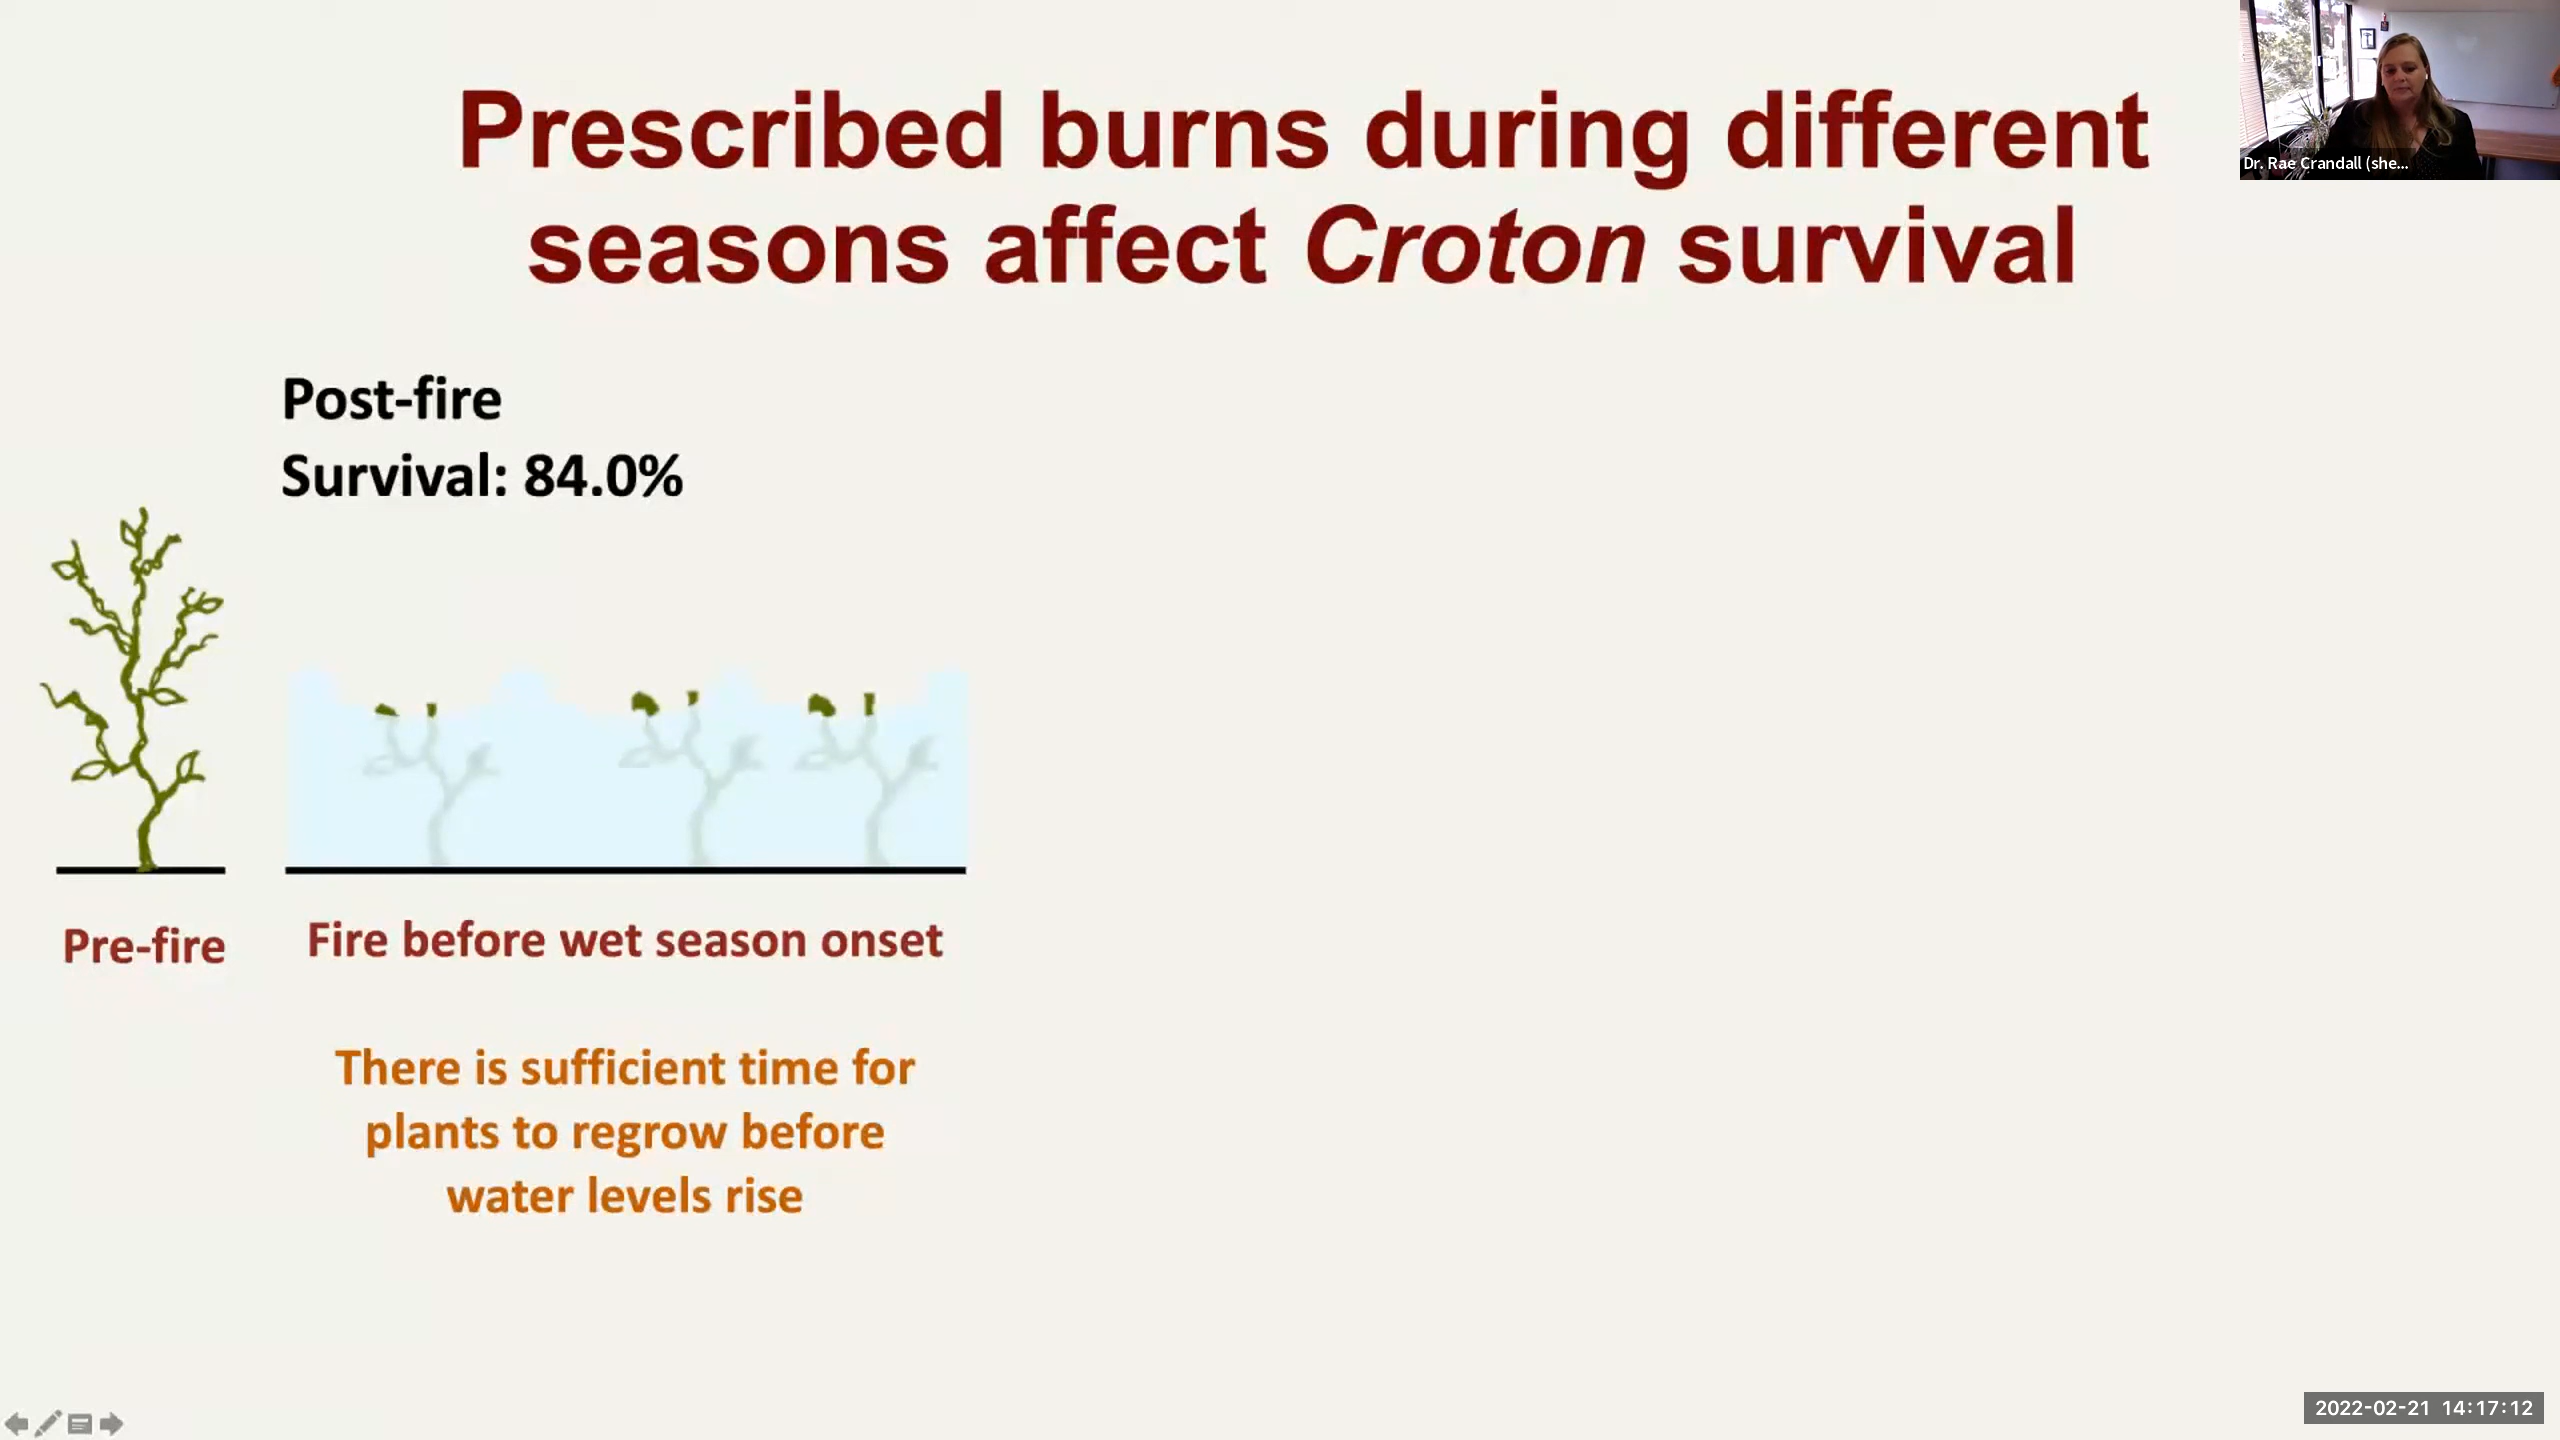 Prescribed burns during different
seasons affect Croton survival
Dr. Rae Crandall (she...
Post-fire
Survival: 84.0%
Pre-fire
Fire before wet season onset
There is sufficient time for
plants to regrow before
water levels rise
2022-02-21 14:17:12